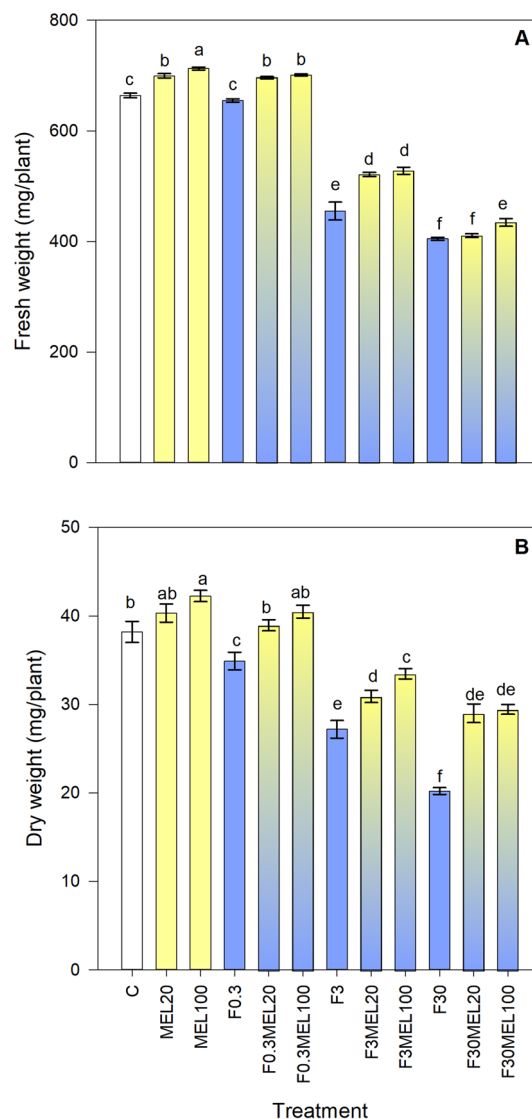 A
800
600
400
200
0
Fresh weight (mg/plant)
c
b
a
c
b
b
e
d
d
f
f
e
B
50
40
30
20
10
0
Dry weight (mg/plant)
b
ab
a
c
b
ab
e
d
c
f
de
de
C
MEL20
MEL100
F0.3
F0.3MEL20
F0.3MEL100
F3
F3MEL20
F3MEL100
F30
F30MEL20
F30MEL100
Treatment